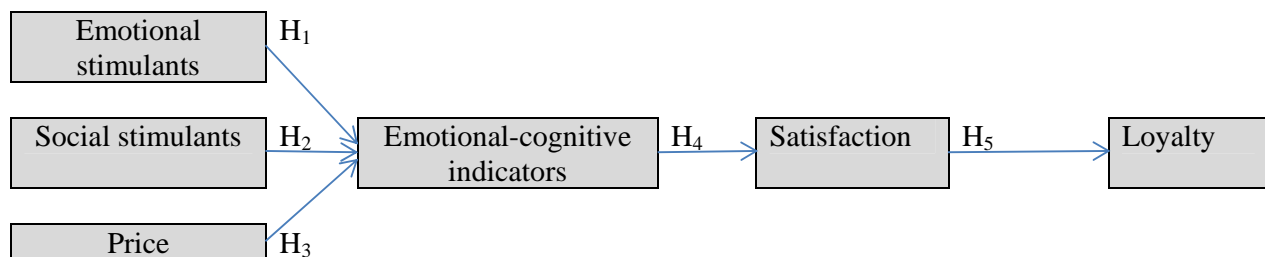 Emotional
stimulants
H₁
Social stimulants
H₂
Emotional-cognitive
indicators
H₄
Satisfaction
H₅
Loyalty
Price
H₃